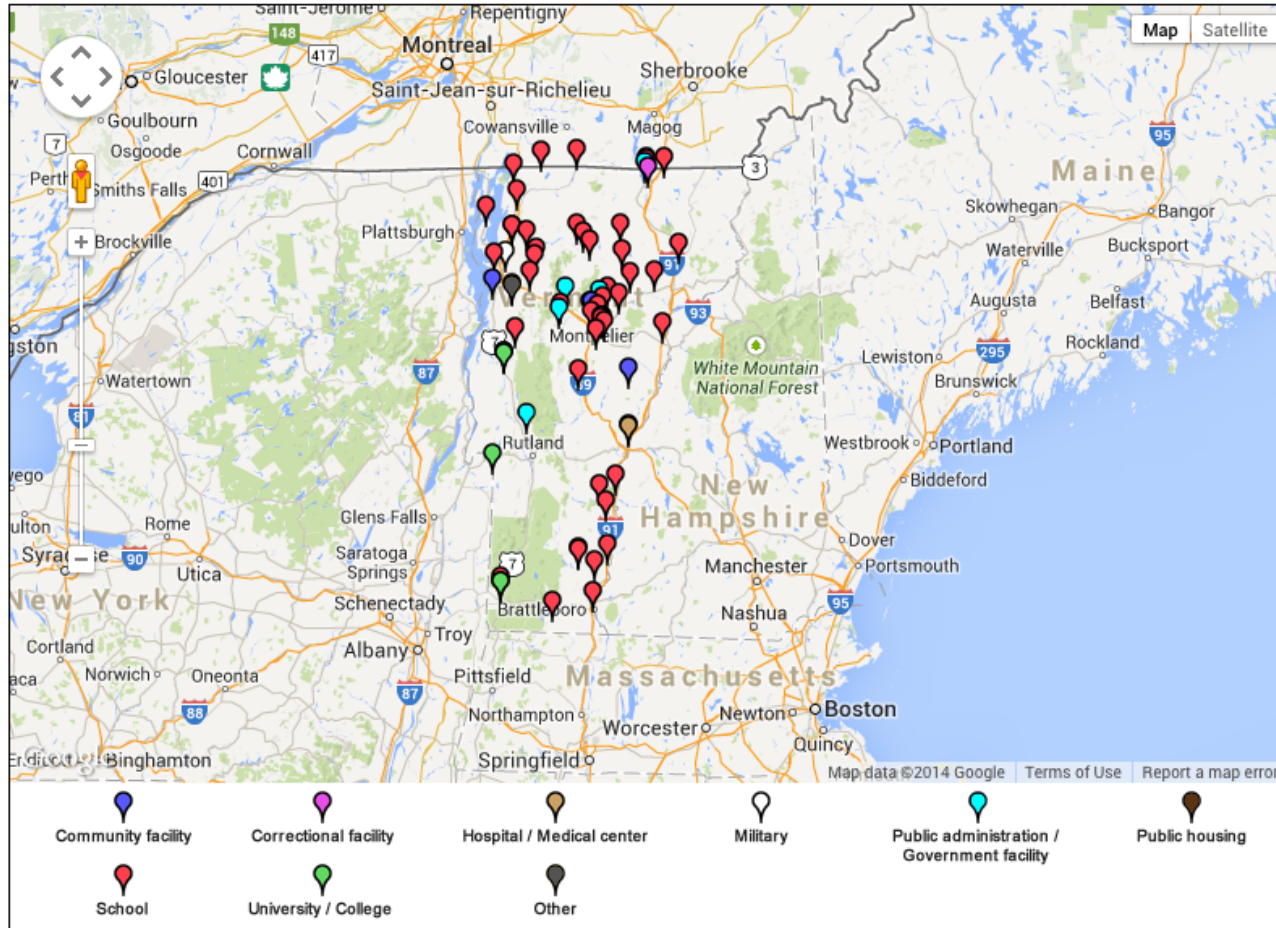 Saint-Jérôme
Repentigny
148
417
Montreal
Map
Satellite
Gloucester
Sherbrooke
Saint-Jean-sur-Richelieu
Goulbourn
Cowansville
Magog
95
7
Osgoode
Cornwall
Perth
Smiths Falls
401
3
Maine
Skowhegan
Bangor
Brockville
Plattsburgh
Waterville
Bucksport
91
Vermont
Augusta
Belfast
93
Montpelier
7
Rockland
295
Lewiston
White Mountain
National Forest
87
89
Watertown
Brunswick
81
Rutland
Westbrook
Portland
Biddeford
New
Hampshire
Glens Falls
Rome
91
Syracuse
90
Utica
Saratoga
Springs
7
Dover
Manchester
Portsmouth
New York
Schenectady
Brattleboro
Nashua
95
Cortland
Troy
Albany
Norwich
Oneonta
Pittsfield
Massachusetts
87
88
Northampton
Newton
Boston
Worcester
Quincy
Binghamton
Springfield
Map data ©2014 Google
Terms of Use
Report a map error
Community facility
Correctional facility
Hospital / Medical center
Military
Public administration /
Government facility
Public housing
School
University / College
Other